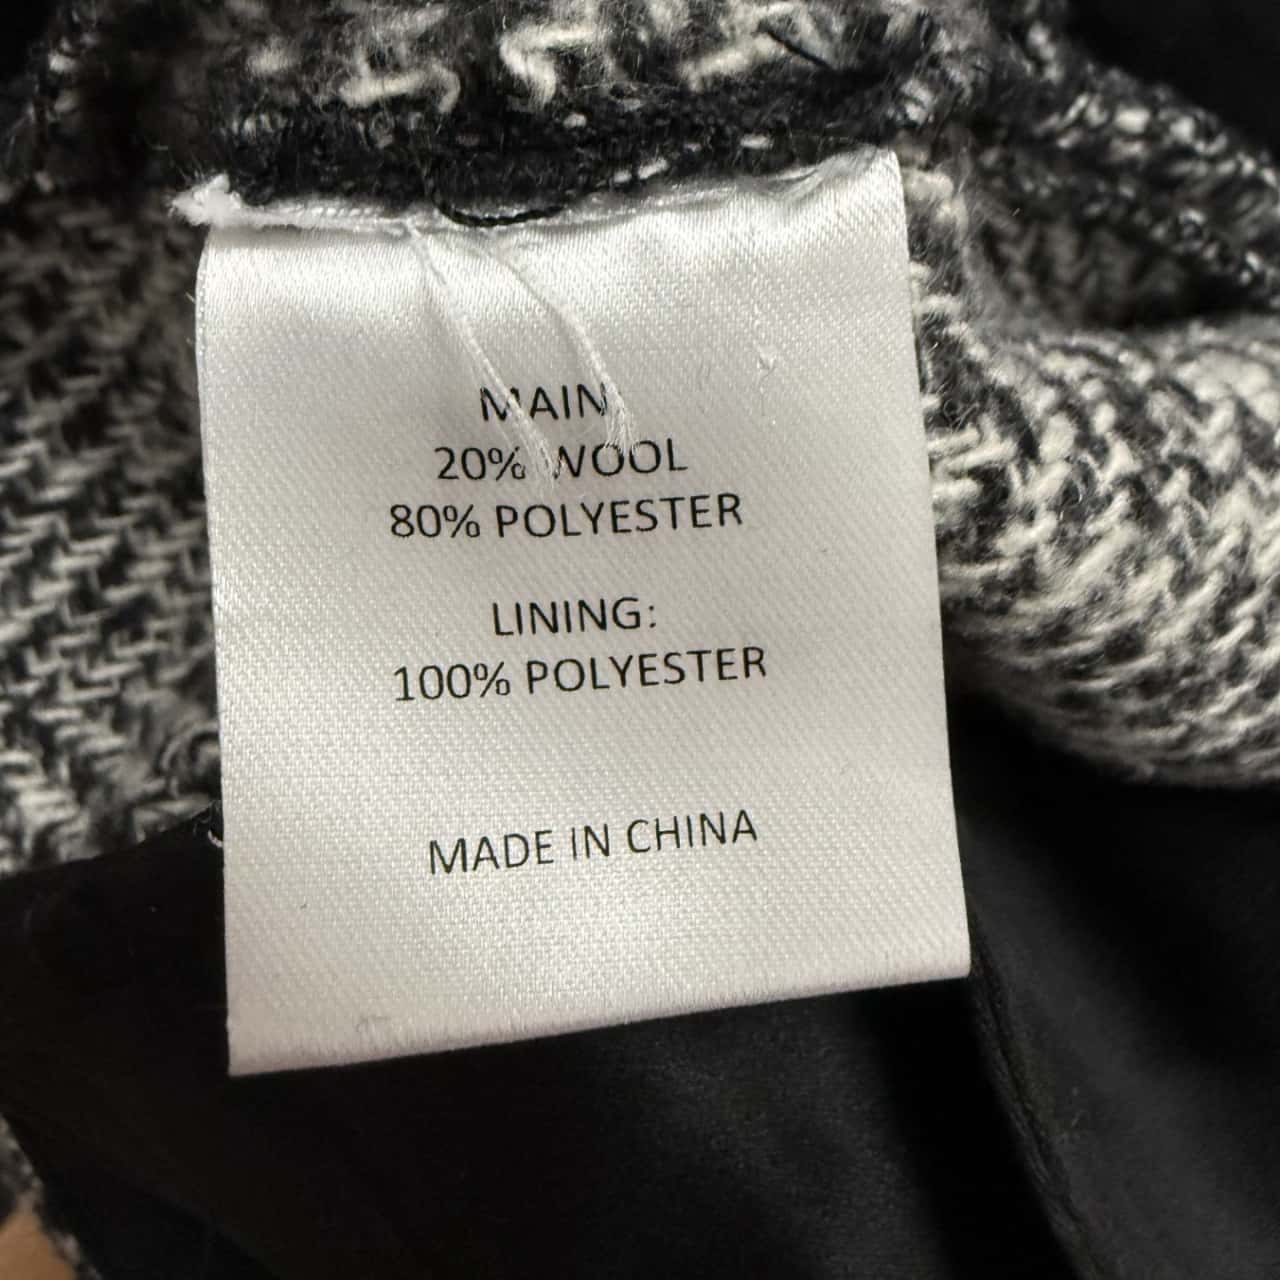 MAIN
20% WOOL
80% POLYESTER
LINING:
100% POLYESTER
MADE IN CHINA